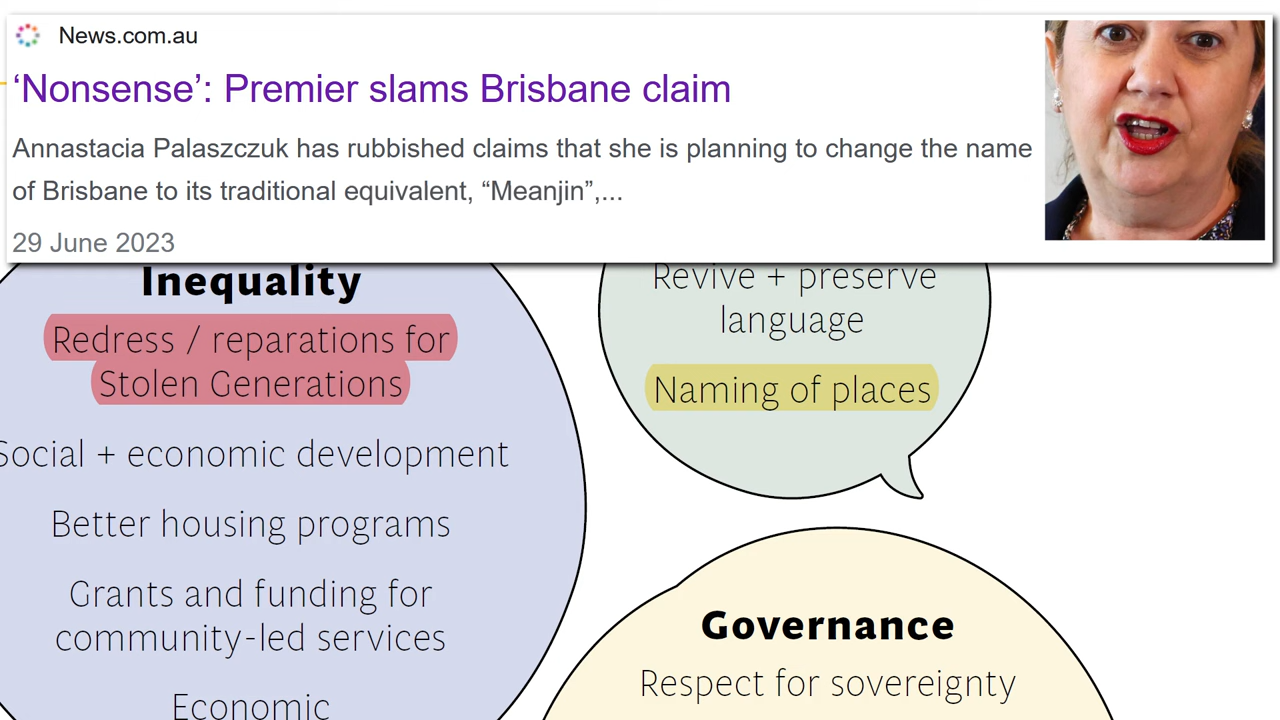 News.com.au
‘Nonsense’: Premier slams Brisbane claim
Annastacia Palaszczuk has rubbished claims that she is planning to change the name
of Brisbane to its traditional equivalent, “Meanjin”,...
29 June 2023
Inequality
Redress / reparations for
Stolen Generations
Social + economic development
Better housing programs
Grants and funding for
community-led services
Economic
Revive + preserve
language
Naming of places
Governance
Respect for sovereignty